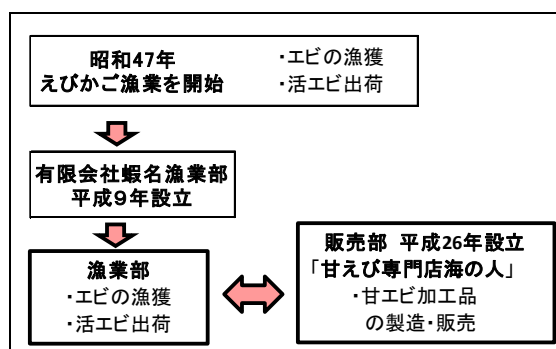 昭和47年
えびかご漁業を開始
・エビの漁獲
・活エビ出荷
有限会社蝦名漁業部
平成9年設立
漁業部
・エビの漁獲
・活エビ出荷
販売部 平成26年設立
「甘えび専門店海の人」
・甘エビ加工品
の製造・販売